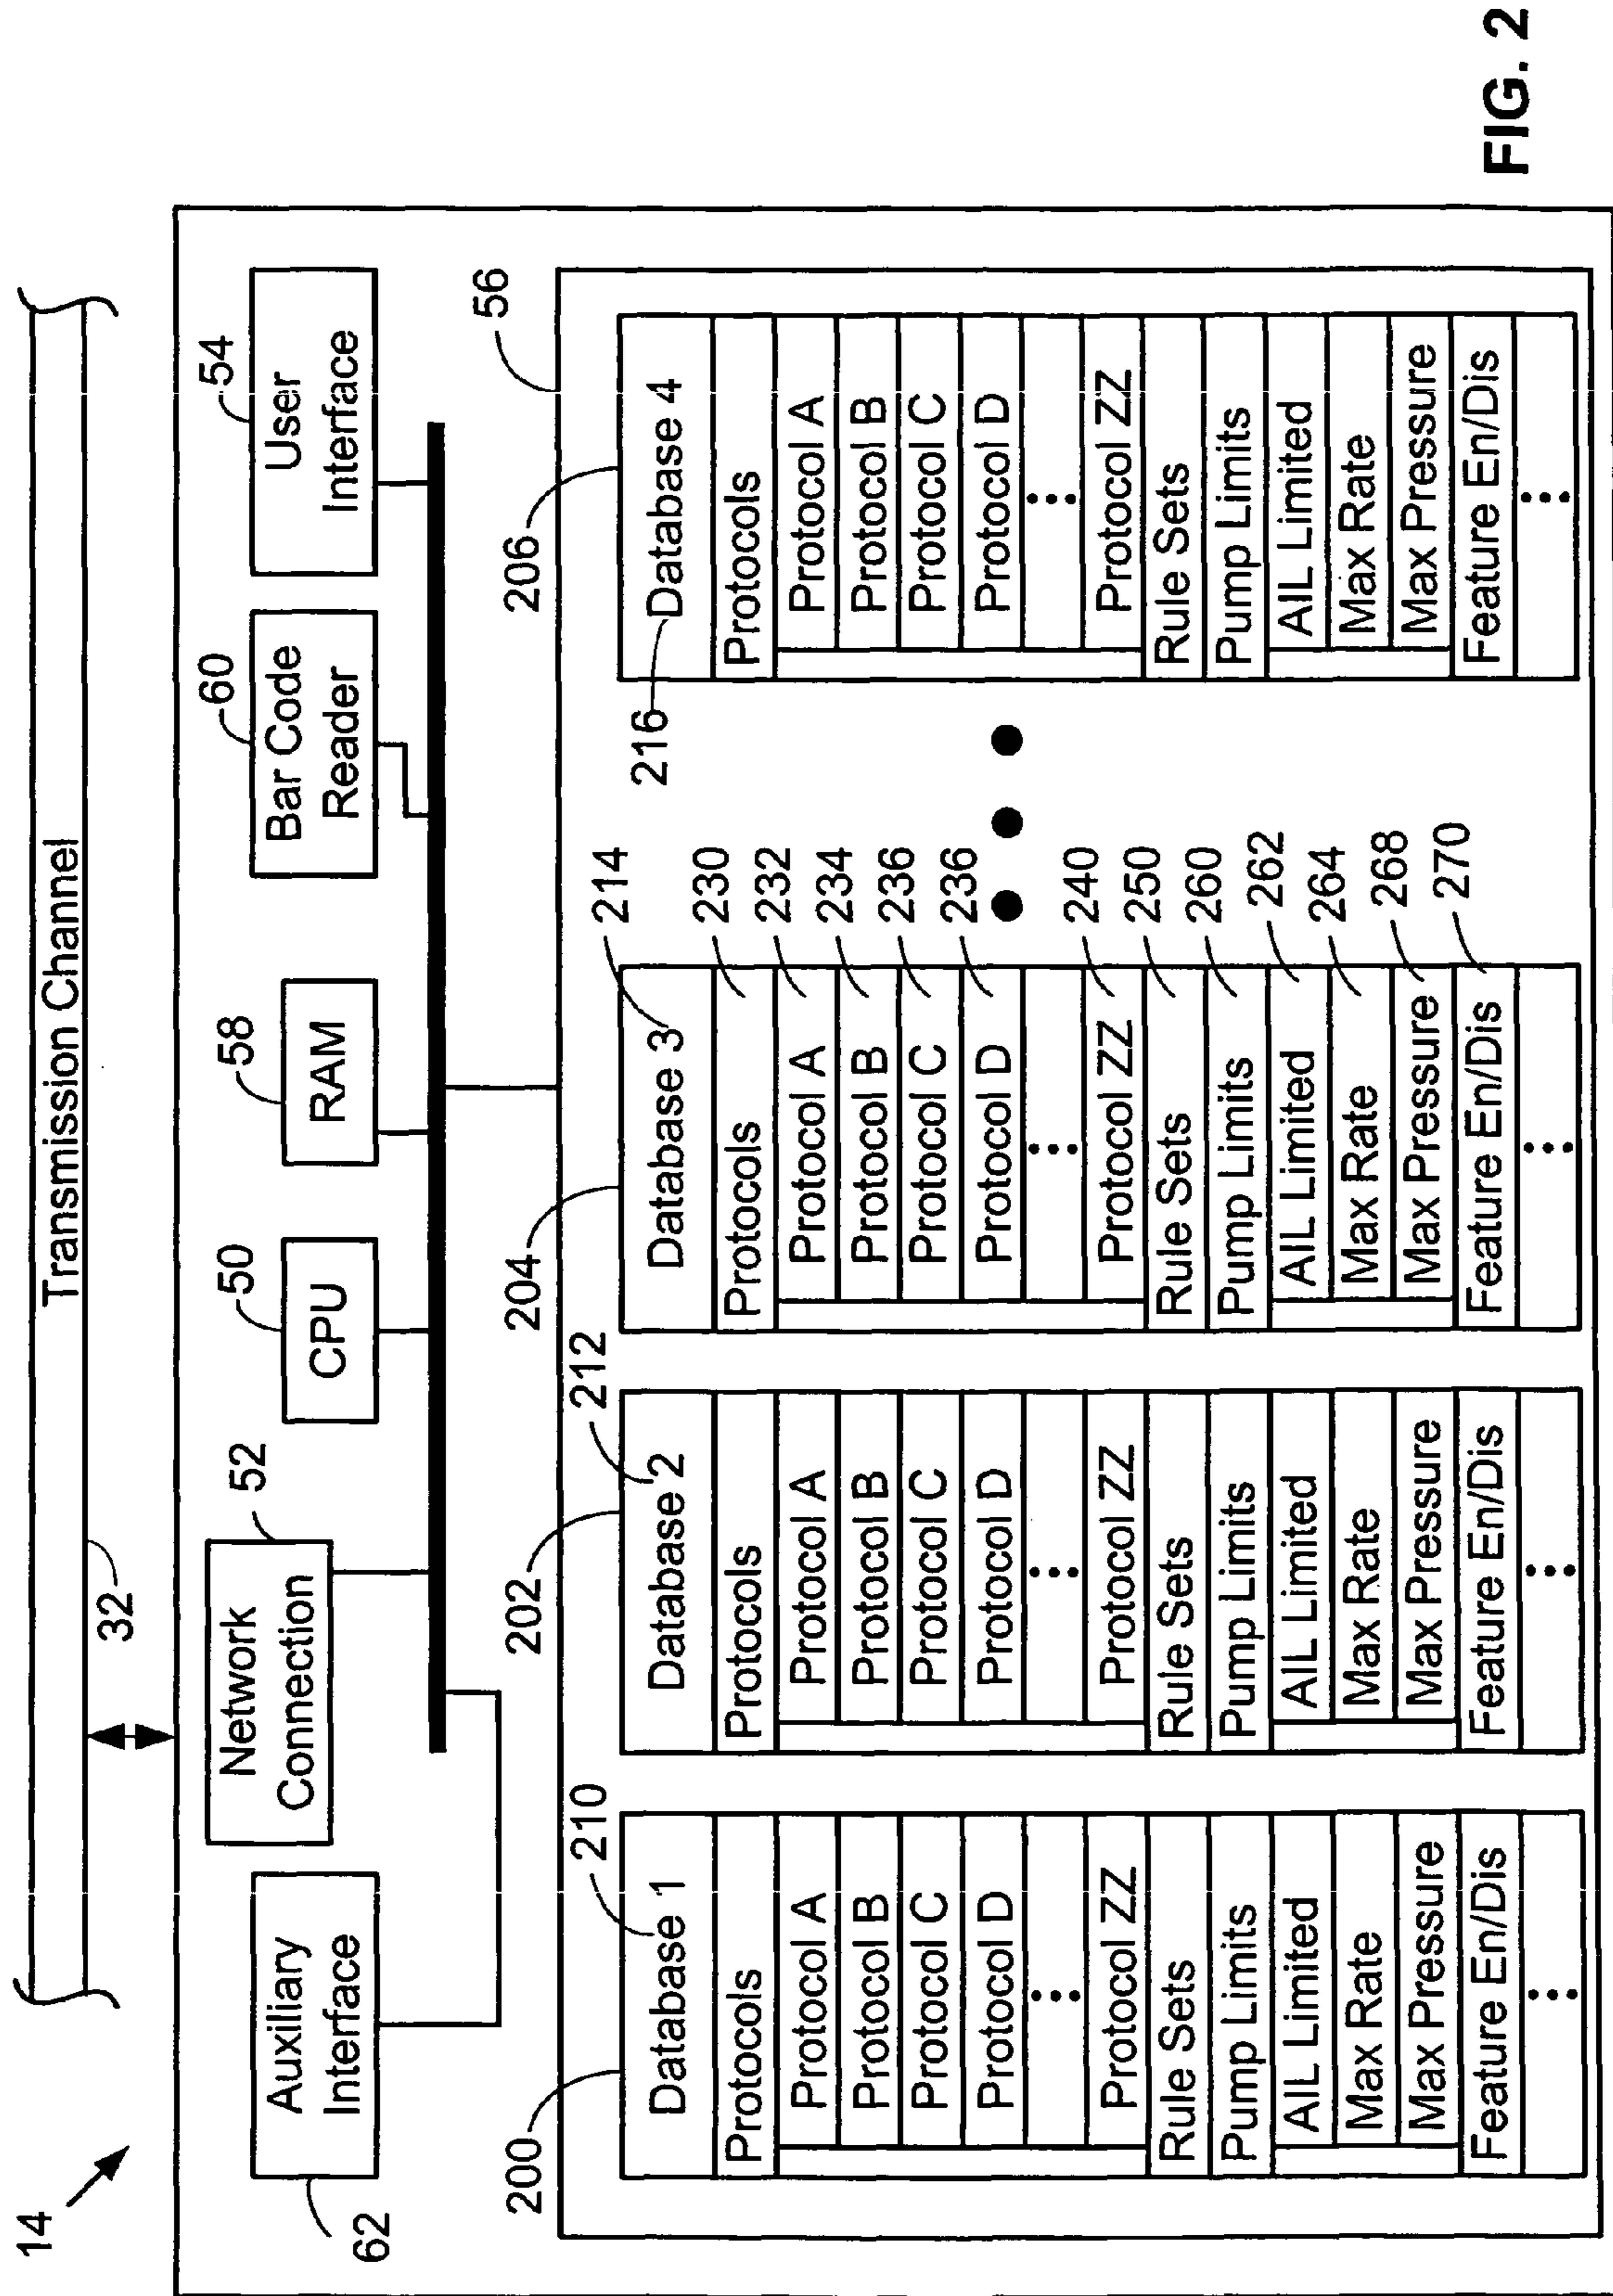 14
Transmission Channel
32
62
Auxiliary
Interface
52
Network
Connection
50
CPU
58
RAM
60
Bar Code
Reader
54
User
Interface
56
200
210
Database 1
Protocols
Protocol A
Protocol B
Protocol C
Protocol D
⋮
Protocol ZZ
Rule Sets
Pump Limits
AIL Limited
Max Rate
Max Pressure
Feature En/Dis
⋮
202
212
Database 2
Protocols
Protocol A
Protocol B
Protocol C
Protocol D
⋮
Protocol ZZ
Rule Sets
Pump Limits
AIL Limited
Max Rate
Max Pressure
Feature En/Dis
⋮
204
214
Database 3
Protocols 230
Protocol A 232
Protocol B 234
Protocol C 236
Protocol D 236
⋮
Protocol ZZ 240
Rule Sets 250
Pump Limits 260
AIL Limited 262
Max Rate 264
Max Pressure 268
Feature En/Dis 270
⋮
206
216
Database 4
Protocols
Protocol A
Protocol B
Protocol C
Protocol D
⋮
Protocol ZZ
Rule Sets
Pump Limits
AIL Limited
Max Rate
Max Pressure
Feature En/Dis
⋮
FIG. 2